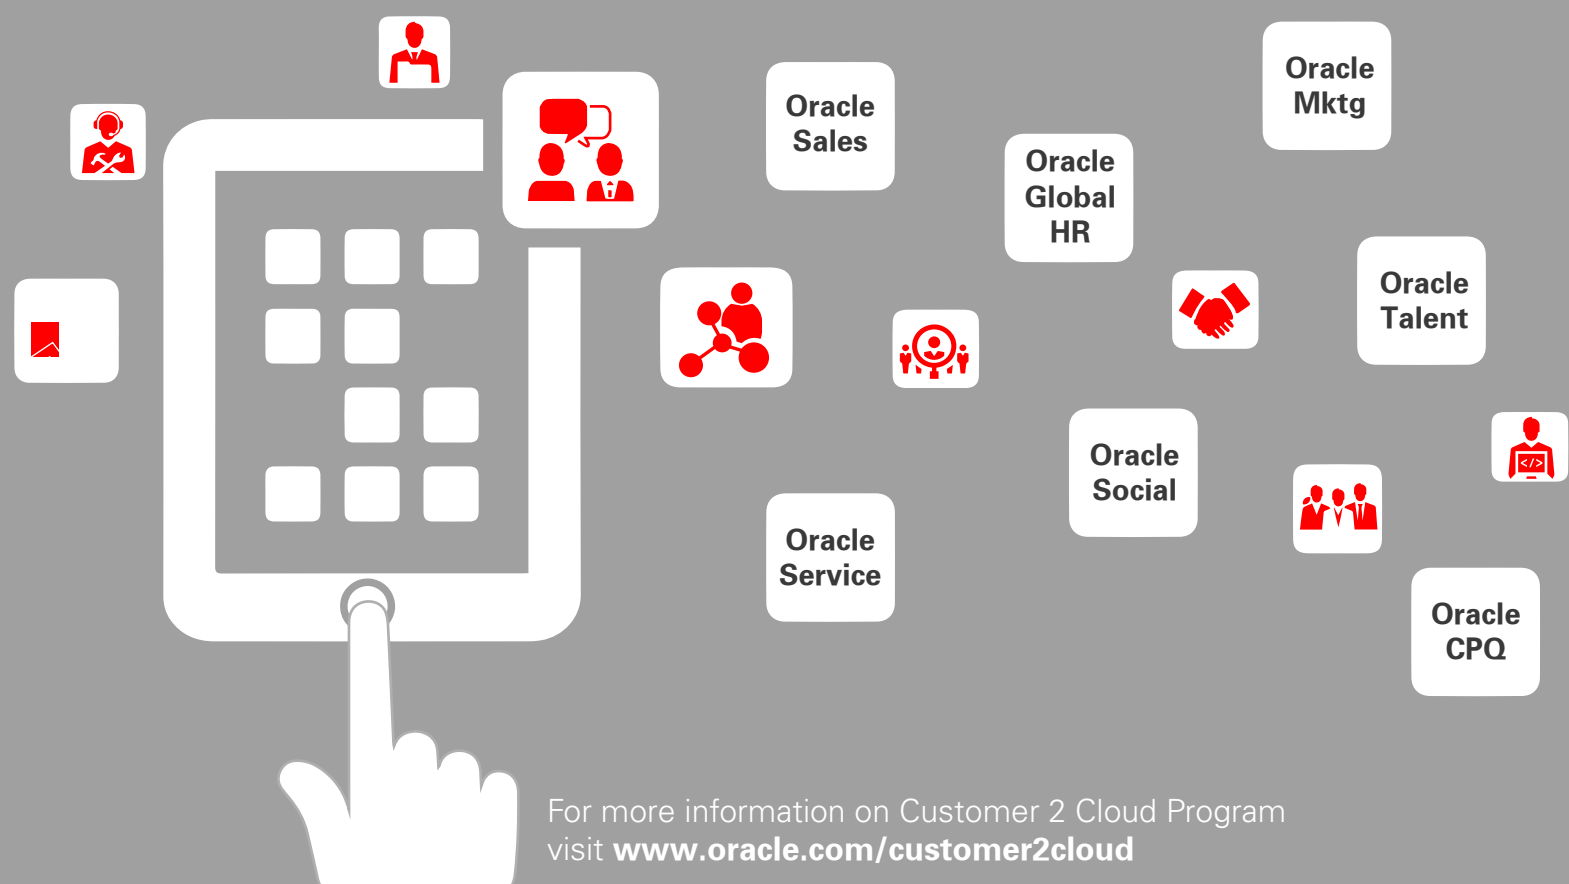 Oracle
Sales
Oracle
Mktg
Oracle
Global
HR
Oracle
Talent
Oracle
Social
</>
Oracle
Service
Oracle
CPQ
For more information on Customer 2 Cloud Program
visit www.oracle.com/customer2cloud